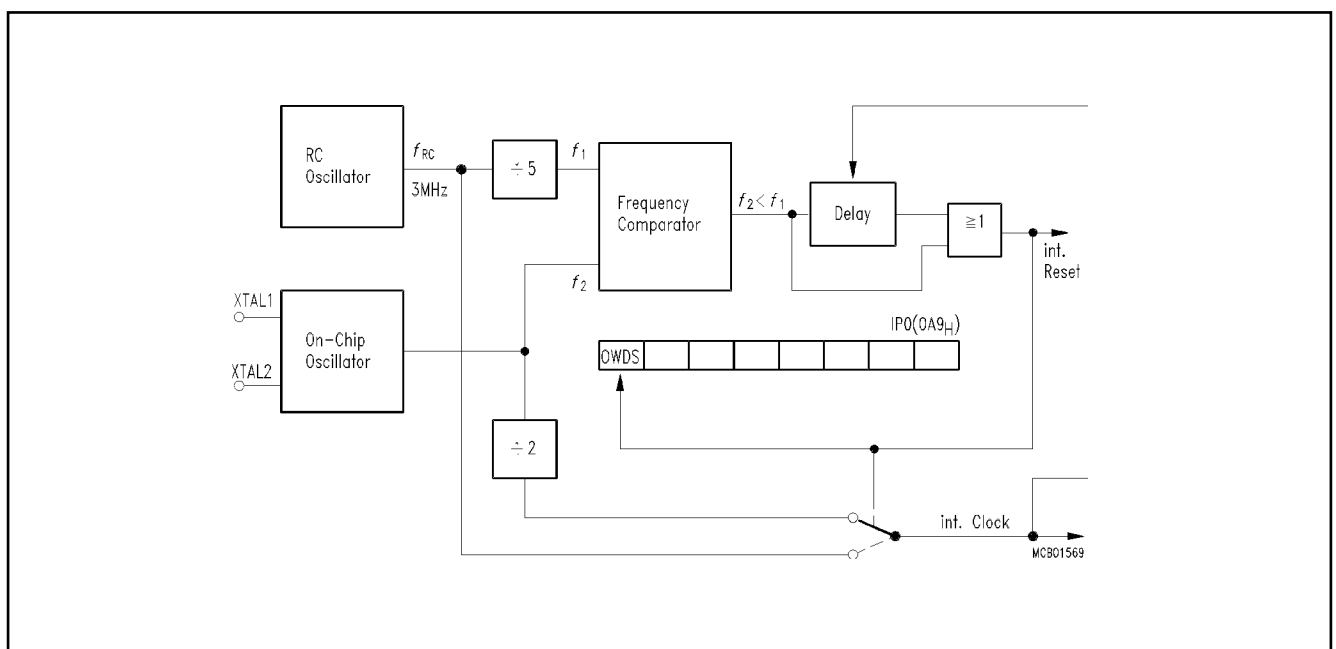 RC
Oscillator
fRC
3MHz
÷ 5
f1
Frequency
Comparator
f2 < f1
Delay
≧1
int.
Reset
f2
XTAL1
XTAL2
On-Chip
Oscillator
IP0(0A9H)
OWDS
÷ 2
int. Clock
MCB01569